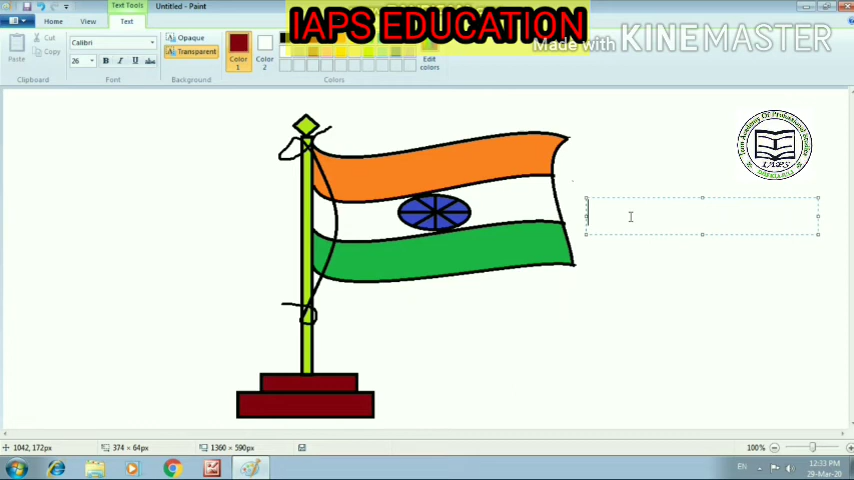 Text Tools
Untitled - Paint
IAPS EDUCATION
Made with KINEMASTER
Home
View
Text
Cut
Copy
Paste
Clipboard
Calibri
26
B I U abc
Font
Opaque
Transparent
Background
Color 1
Color 2
Colors
Edit colors
IAPS
1042, 172px
374 × 64px
1360 × 590px
100%
EN
12:33 PM
29-Mar-20